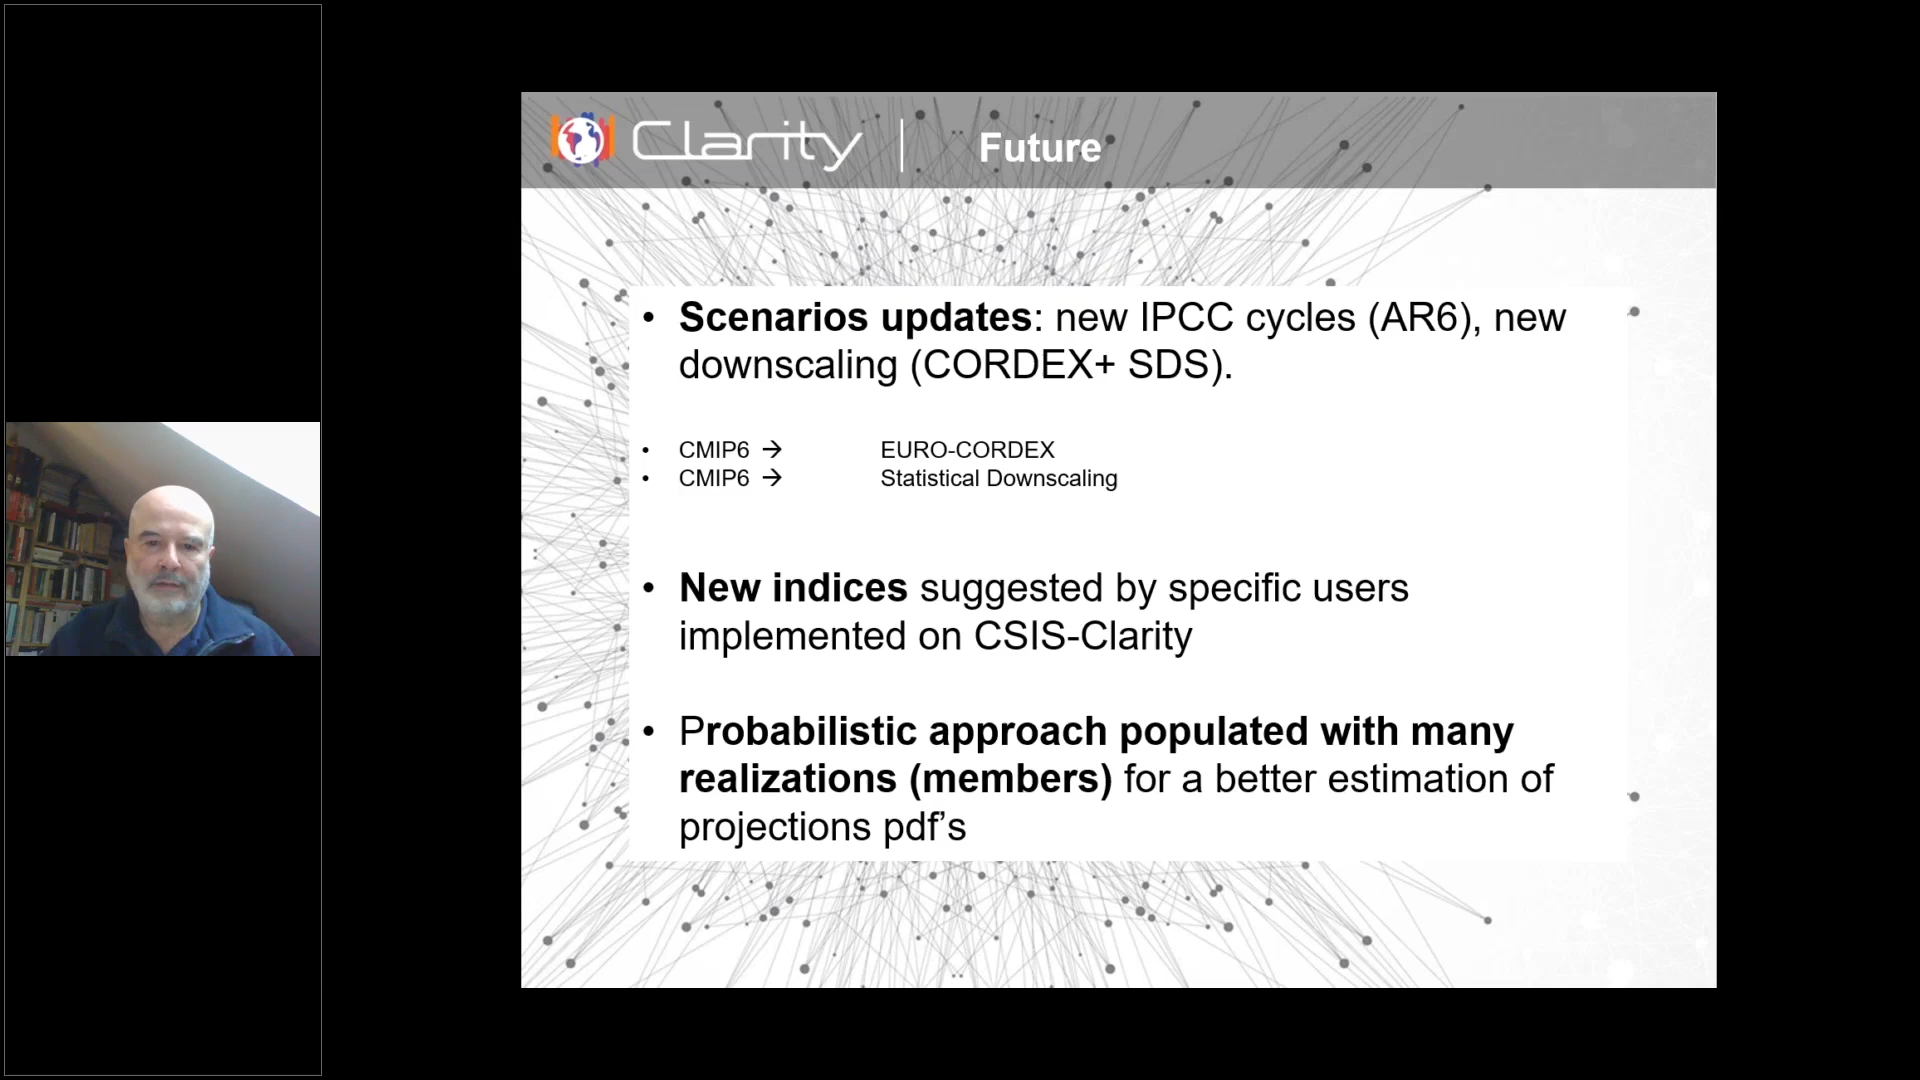 Clarity
Future
• Scenarios updates: new IPCC cycles (AR6), new
downscaling (CORDEX+ SDS).
• CMIP6 → EURO-CORDEX
• CMIP6 → Statistical Downscaling
• New indices suggested by specific users
implemented on CSIS-Clarity
• Probabilistic approach populated with many
realizations (members) for a better estimation of
projections pdf’s